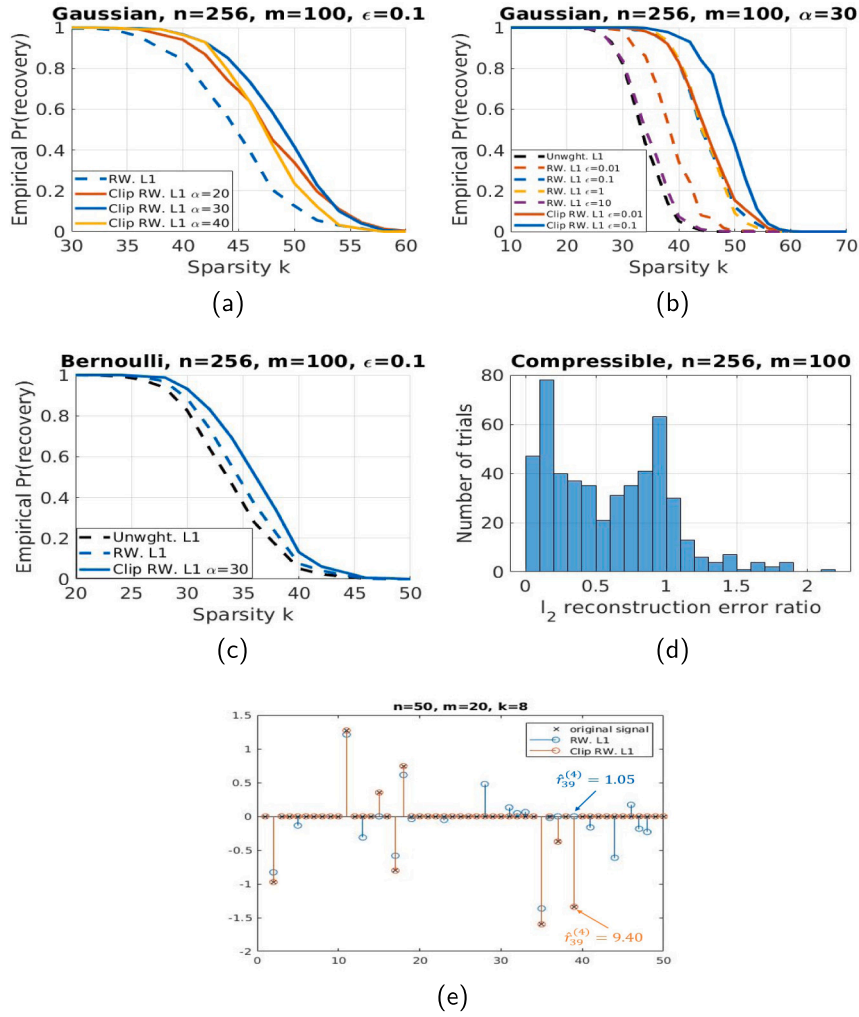 Gaussian, n=256, m=100, ϵ=0.1
Empirical Pr(recovery)
1
0.8
0.6
0.4
0.2
0
RW. L1
Clip RW. L1 α=20
Clip RW. L1 α=30
Clip RW. L1 α=40
30 35 40 45 50 55 60
Sparsity k
(a)
Gaussian, n=256, m=100, α=30
Empirical Pr(recovery)
1
0.8
0.6
0.4
0.2
0
Unwght. L1
RW. L1 ϵ=0.01
RW. L1 ϵ=0.1
RW. L1 ϵ=1
RW. L1 ϵ=10
Clip RW. L1 ϵ=0.01
Clip RW. L1 ϵ=0.1
10 20 30 40 50 60 70
Sparsity k
(b)
Bernoulli, n=256, m=100, ϵ=0.1
Empirical Pr(recovery)
1
0.8
0.6
0.4
0.2
0
Unwght. L1
RW. L1
Clip RW. L1 α=30
20 25 30 35 40 45 50
Sparsity k
(c)
Compressible, n=256, m=100
Number of trials
80
60
40
20
0
0 0.5 1 1.5 2
l₂ reconstruction error ratio
(d)
n=50, m=20, k=8
1.5
1
0.5
0
-0.5
-1
-1.5
-2
original signal
RW. L1
Clip RW. L1
r̂₃₉⁽⁴⁾ = 1.05
r̂₃₉⁽⁴⁾ = 9.40
0 10 20 30 40 50
(e)